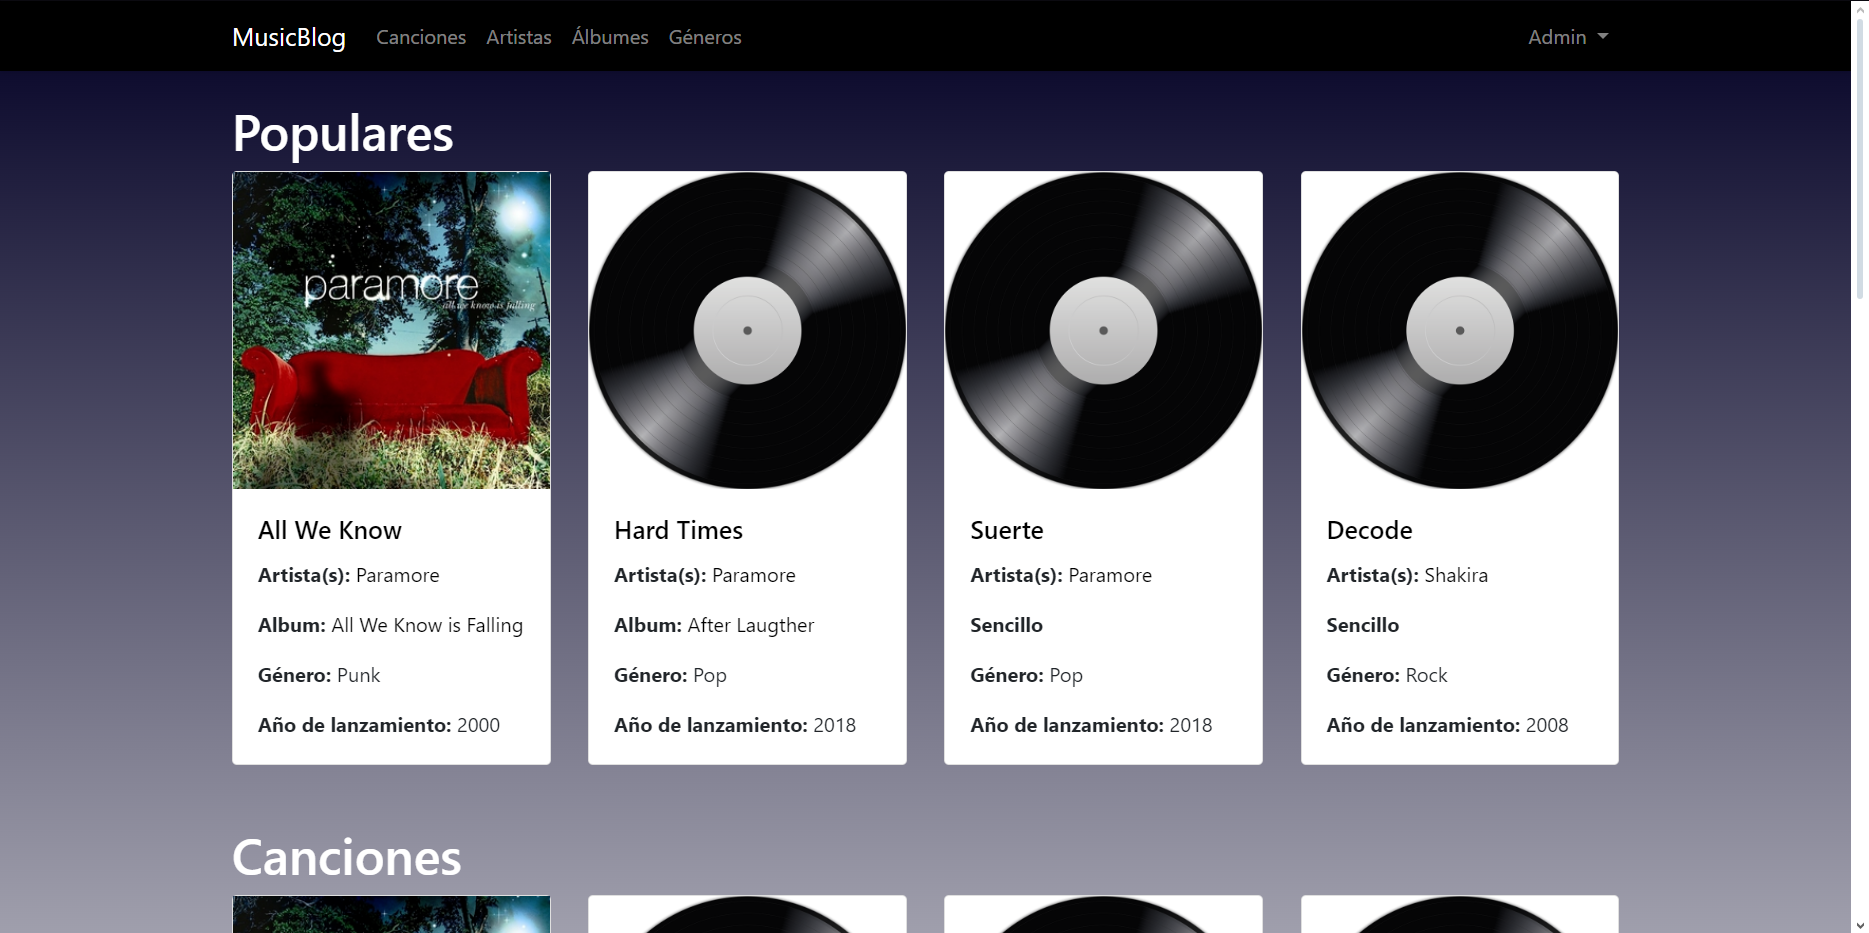 MusicBlog Canciones Artistas Álbumes Géneros Admin
Populares
paramore
all we know is falling
All We Know
Artista(s): Paramore
Album: All We Know is Falling
Género: Punk
Año de lanzamiento: 2000
Hard Times
Artista(s): Paramore
Album: After Laugther
Género: Pop
Año de lanzamiento: 2018
Suerte
Artista(s): Paramore
Sencillo
Género: Pop
Año de lanzamiento: 2018
Decode
Artista(s): Shakira
Sencillo
Género: Rock
Año de lanzamiento: 2008
Canciones